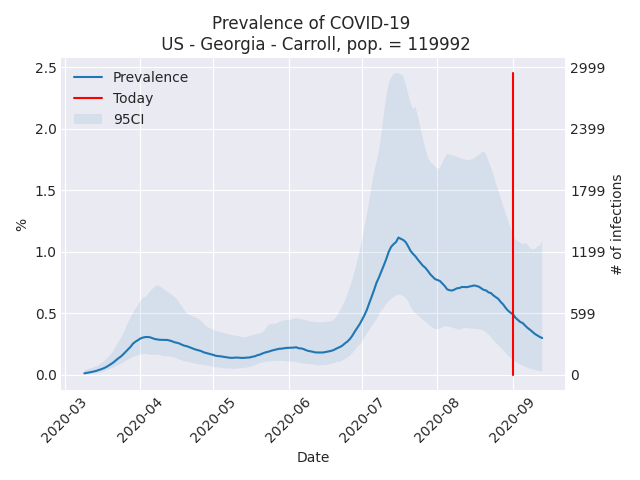 Prevalence of COVID-19
US - Georgia - Carroll, pop. = 119992
Prevalence
Today
95CI
2.5
2.0
1.5
1.0
0.5
0.0
%
2999
2399
1799
1199
599
0
# of infections
2020-03
2020-04
2020-05
2020-06
2020-07
2020-08
2020-09
Date